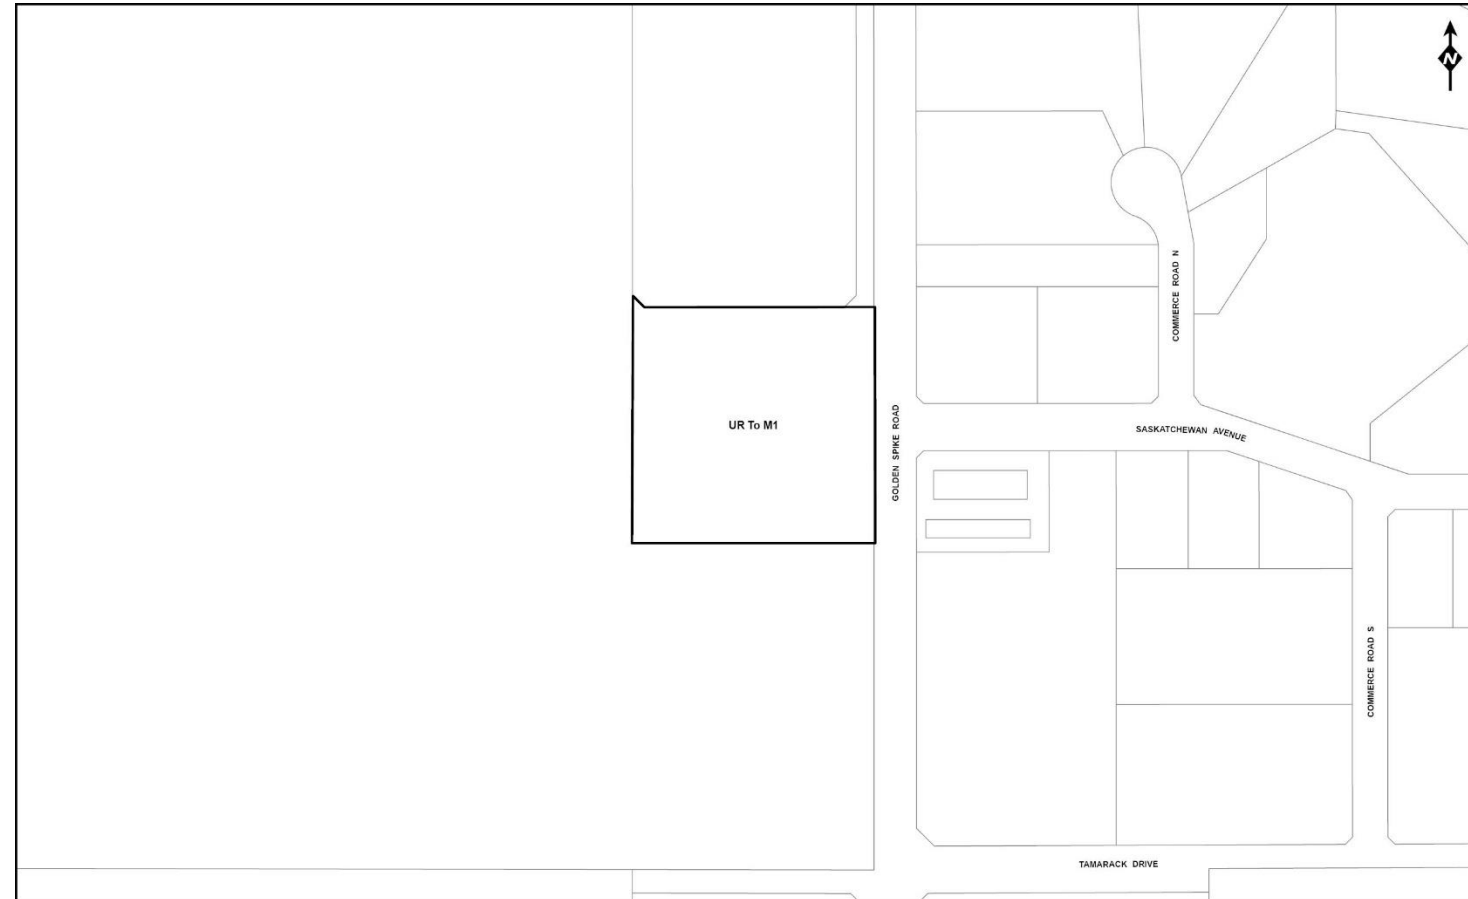 N
COMMERCE ROAD N
UR To M1
GOLDEN SPIKE ROAD
SASKATCHEWAN AVENUE
COMMERCE ROAD S
TAMARACK DRIVE